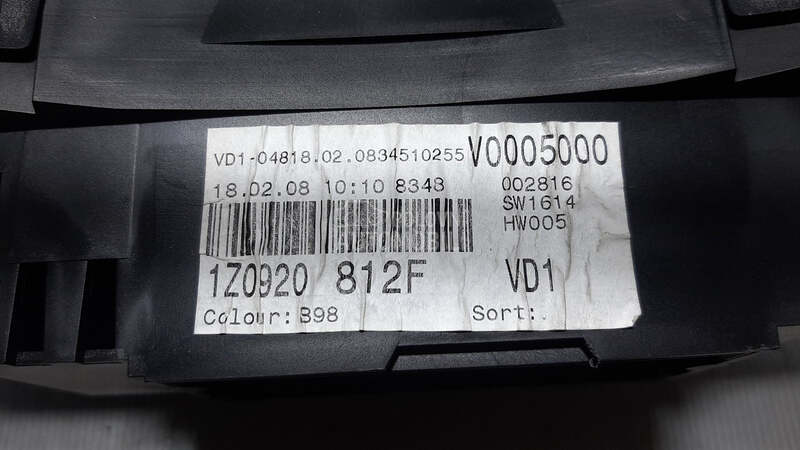 VD1-04818.02.0834510255 V0005000
18.02.08 10:10 8348 002816
SW1614
HW005
1Z0920 812F VD1
Colour: B98 Sort:.